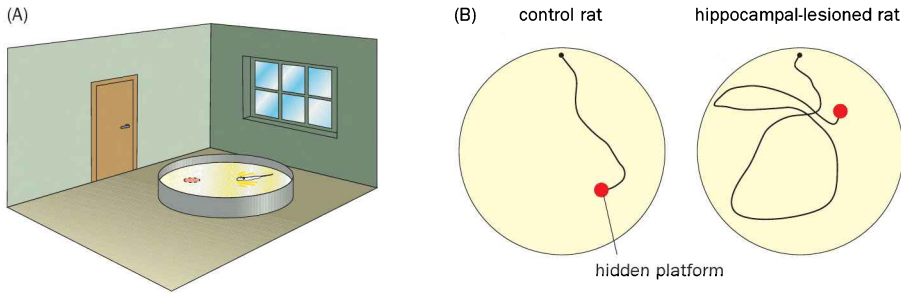 (A)
(B)
control rat
hippocampal-lesioned rat
hidden platform